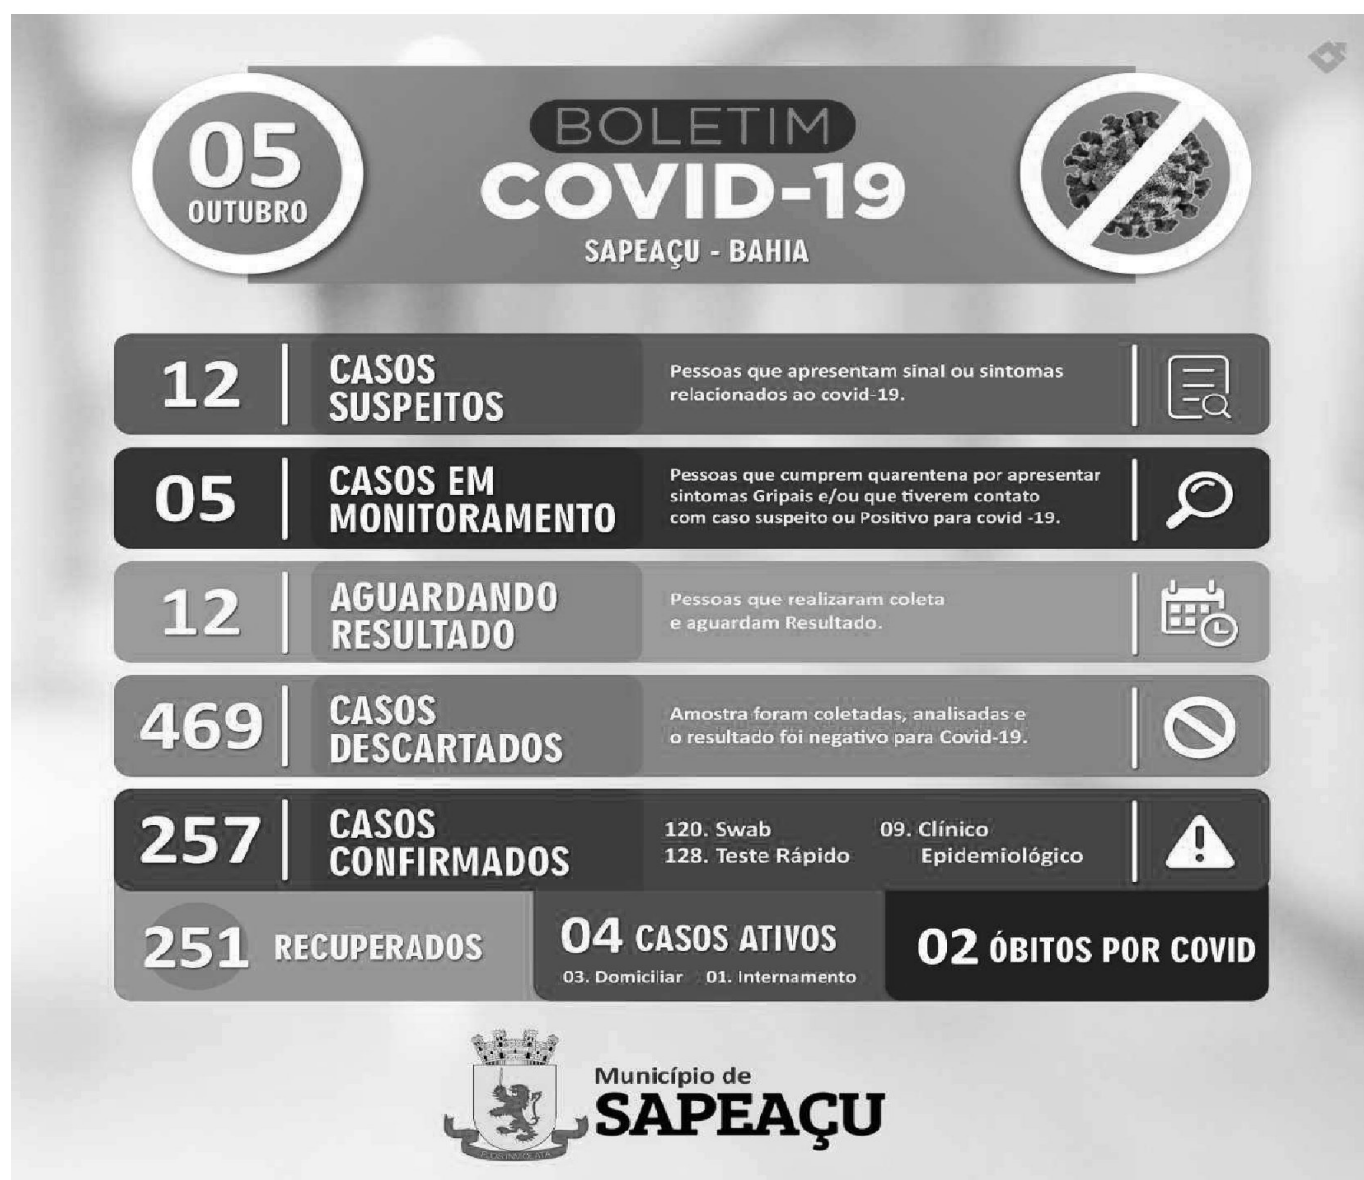 05
OUTUBRO
BOLETIM
COVID-19
SAPEAÇU - BAHIA
12
CASOS
SUSPEITOS
Pessoas que apresentam sinal ou sintomas
relacionados ao covid-19.
05
CASOS EM
MONITORAMENTO
Pessoas que cumprem quarentena por apresentar
sintomas Gripais e/ou que tiverem contato
com caso suspeito ou Positivo para covid -19.
12
AGUARDANDO
RESULTADO
Pessoas que realizaram coleta
e aguardam Resultado.
469
CASOS
DESCARTADOS
Amostra foram coletadas, analisadas e
o resultado foi negativo para Covid-19.
257
CASOS
CONFIRMADOS
120. Swab
128. Teste Rápido
09. Clínico
Epidemiológico
251 RECUPERADOS
04 CASOS ATIVOS
03. Domiciliar 01. Internamento
02 ÓBITOS POR COVID
Município de
SAPEAÇU